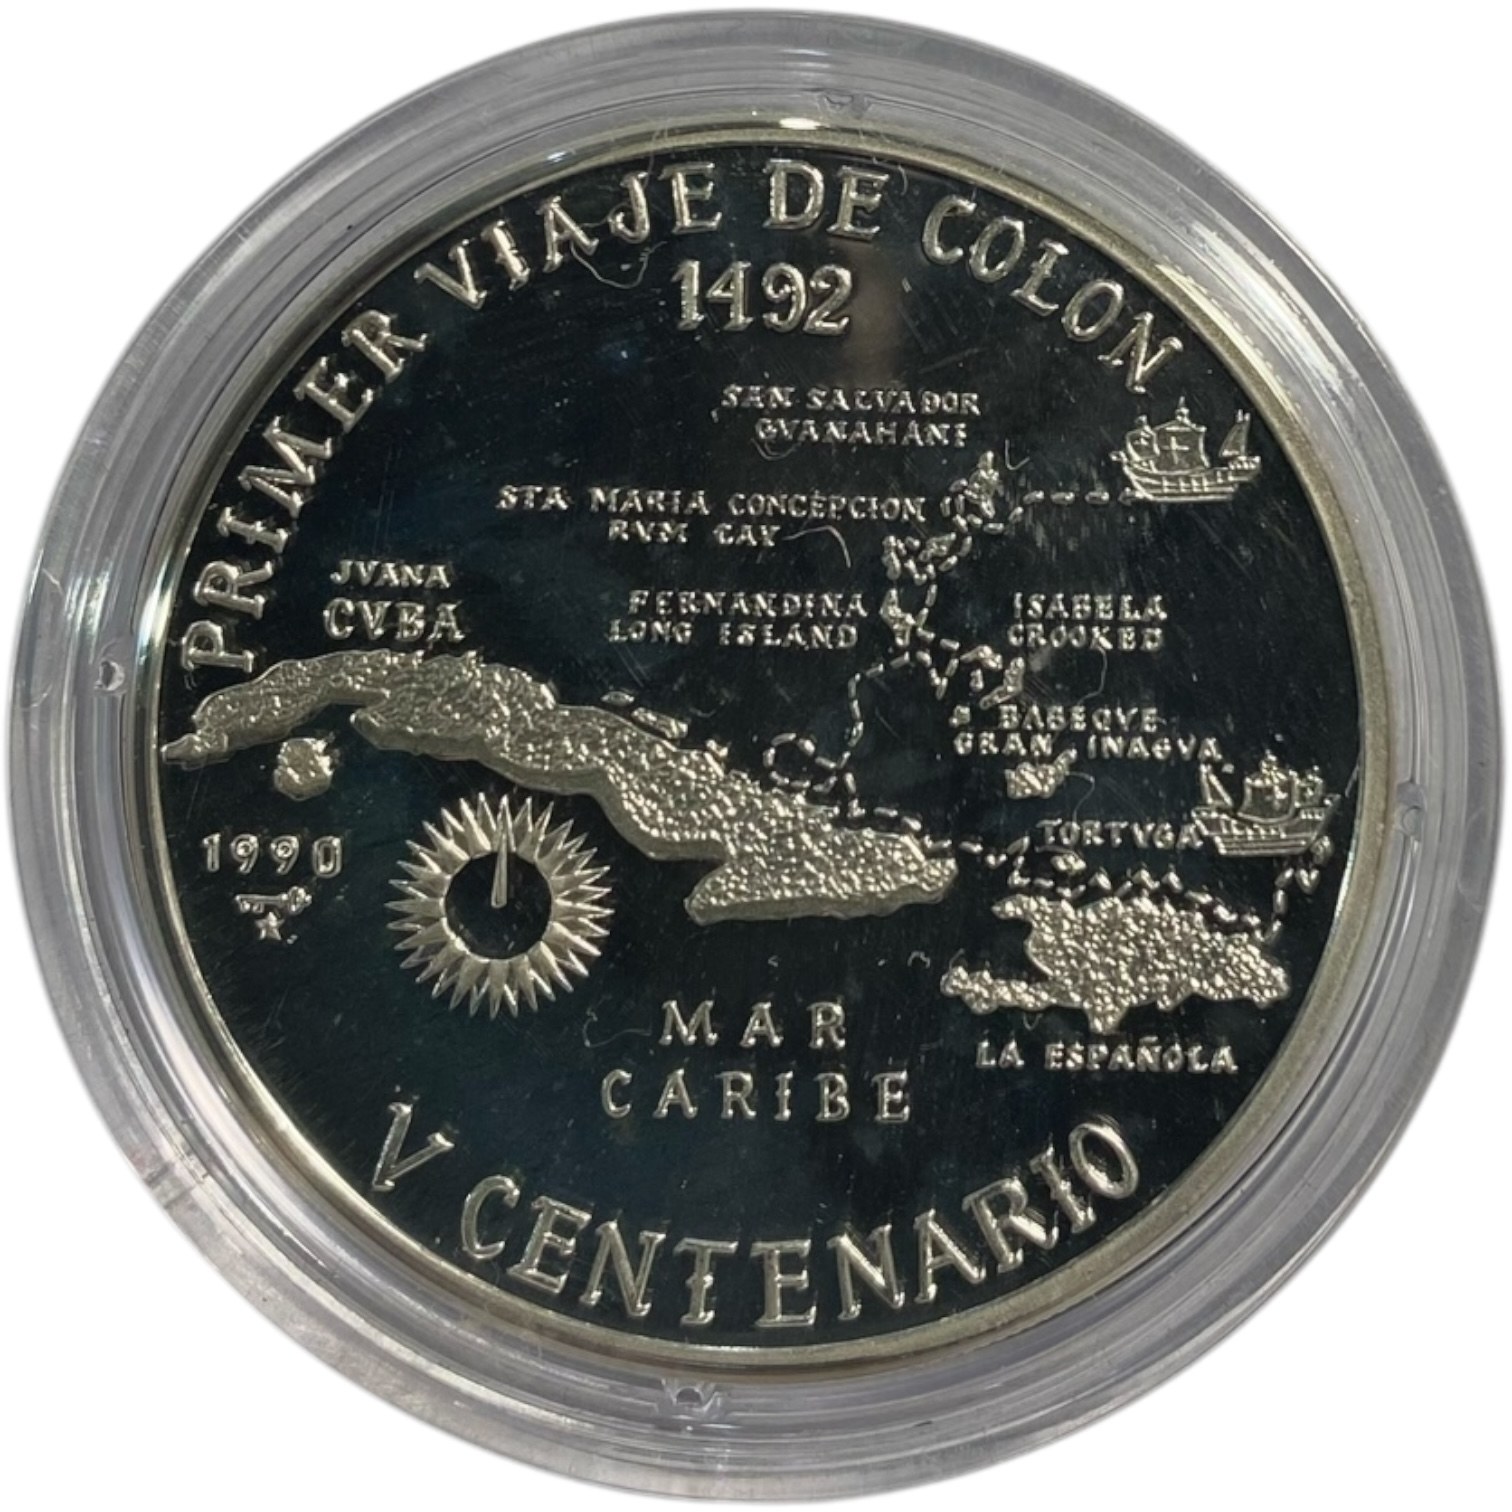 PRIMER VIAJE DE COLON
1492
SAN SALVADOR
GVANAHANI
STA MARIA CONCEPCION
RVM CAY
JVANA
CVBA
FERNANDINA
LONG ISLAND
ISABELA
CROOKED
BABEQVE
GRAN INAGVA
TORTVGA
1990
MAR
CARIBE
LA ESPAÑOLA
V CENTENARIO